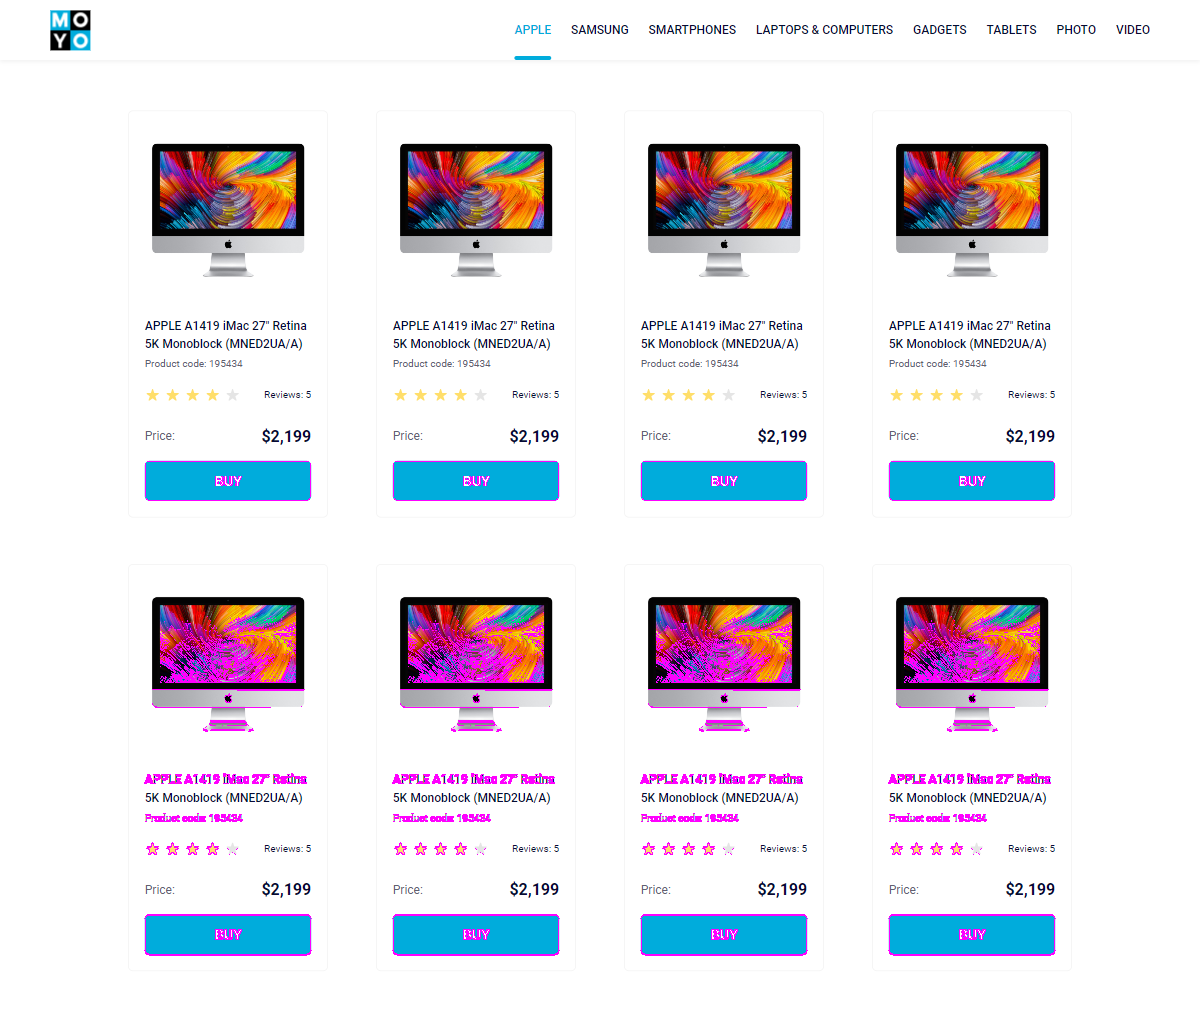 MO
YO
APPLE SAMSUNG SMARTPHONES LAPTOPS & COMPUTERS GADGETS TABLETS PHOTO VIDEO
APPLE A1419 iMac 27" Retina
5K Monoblock (MNED2UA/A)
Product code: 195434
Reviews: 5
Price: $2,199
BUY
APPLE A1419 iMac 27" Retina
5K Monoblock (MNED2UA/A)
Product code: 195434
Reviews: 5
Price: $2,199
BUY
APPLE A1419 iMac 27" Retina
5K Monoblock (MNED2UA/A)
Product code: 195434
Reviews: 5
Price: $2,199
BUY
APPLE A1419 iMac 27" Retina
5K Monoblock (MNED2UA/A)
Product code: 195434
Reviews: 5
Price: $2,199
BUY
APPLE A1419 iMac 27" Retina
5K Monoblock (MNED2UA/A)
Product code: 195434
Reviews: 5
Price: $2,199
BUY
APPLE A1419 iMac 27" Retina
5K Monoblock (MNED2UA/A)
Product code: 195434
Reviews: 5
Price: $2,199
BUY
APPLE A1419 iMac 27" Retina
5K Monoblock (MNED2UA/A)
Product code: 195434
Reviews: 5
Price: $2,199
BUY
APPLE A1419 iMac 27" Retina
5K Monoblock (MNED2UA/A)
Product code: 195434
Reviews: 5
Price: $2,199
BUY